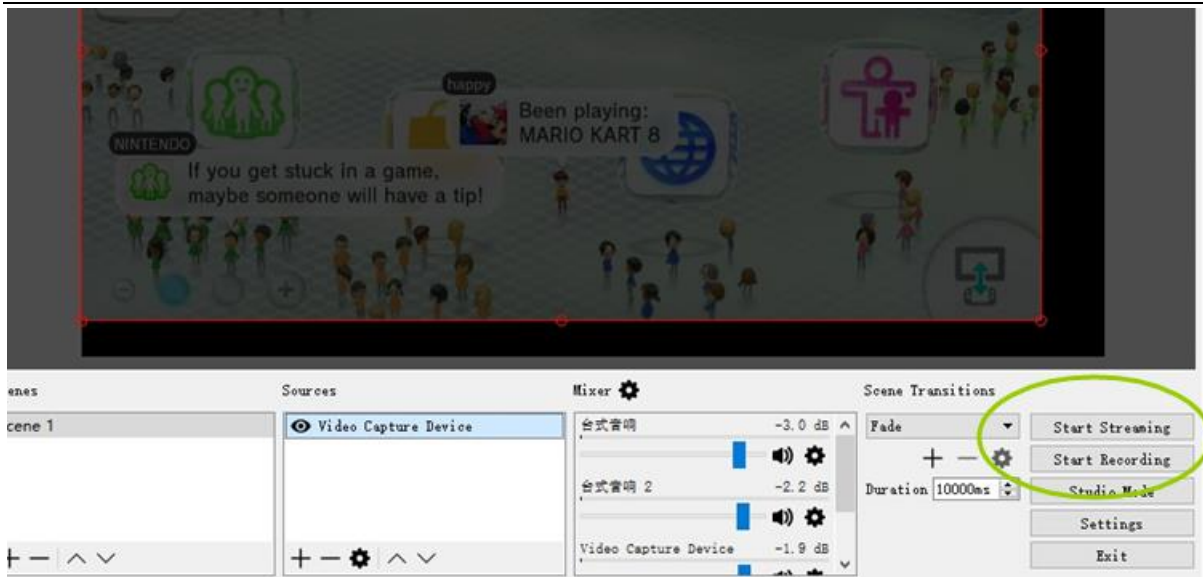 happy
Been playing:
MARIO KART 8
NINTENDO
If you get stuck in a game,
maybe someone will have a tip!
enes
Sources
Mixer
Scene Transitions
cene 1
Video Capture Device
台式音响
-3.0 dB
Fade
Start Streaming
Start Recording
台式音响 2
-2.2 dB
Duration 10000ms
Studio Mode
Settings
Video Capture Device
-1.9 dB
Exit